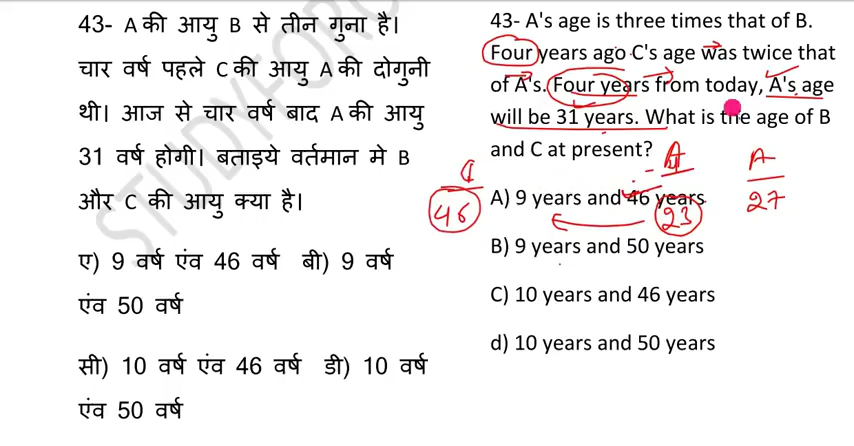 43- A की आयु B से तीन गुना है।
चार वर्ष पहले C की आयु A की दोगुनी
थी। आज से चार वर्ष बाद A की आयु
31 वर्ष होगी। बताइये वर्तमान मे B
और C की आयु क्या है।
ए) 9 वर्ष एंव 46 वर्ष बी) 9 वर्ष
एंव 50 वर्ष
सी) 10 वर्ष एंव 46 वर्ष डी) 10 वर्ष
एंव 50 वर्ष
43- A's age is three times that of B.
Four years ago C's age was twice that
of A's. Four years from today, A's age
will be 31 years. What is the age of B
and C at present?
A) 9 years and 46 years
B) 9 years and 50 years
C) 10 years and 46 years
d) 10 years and 50 years
A
27
23
46
STUDYFOR